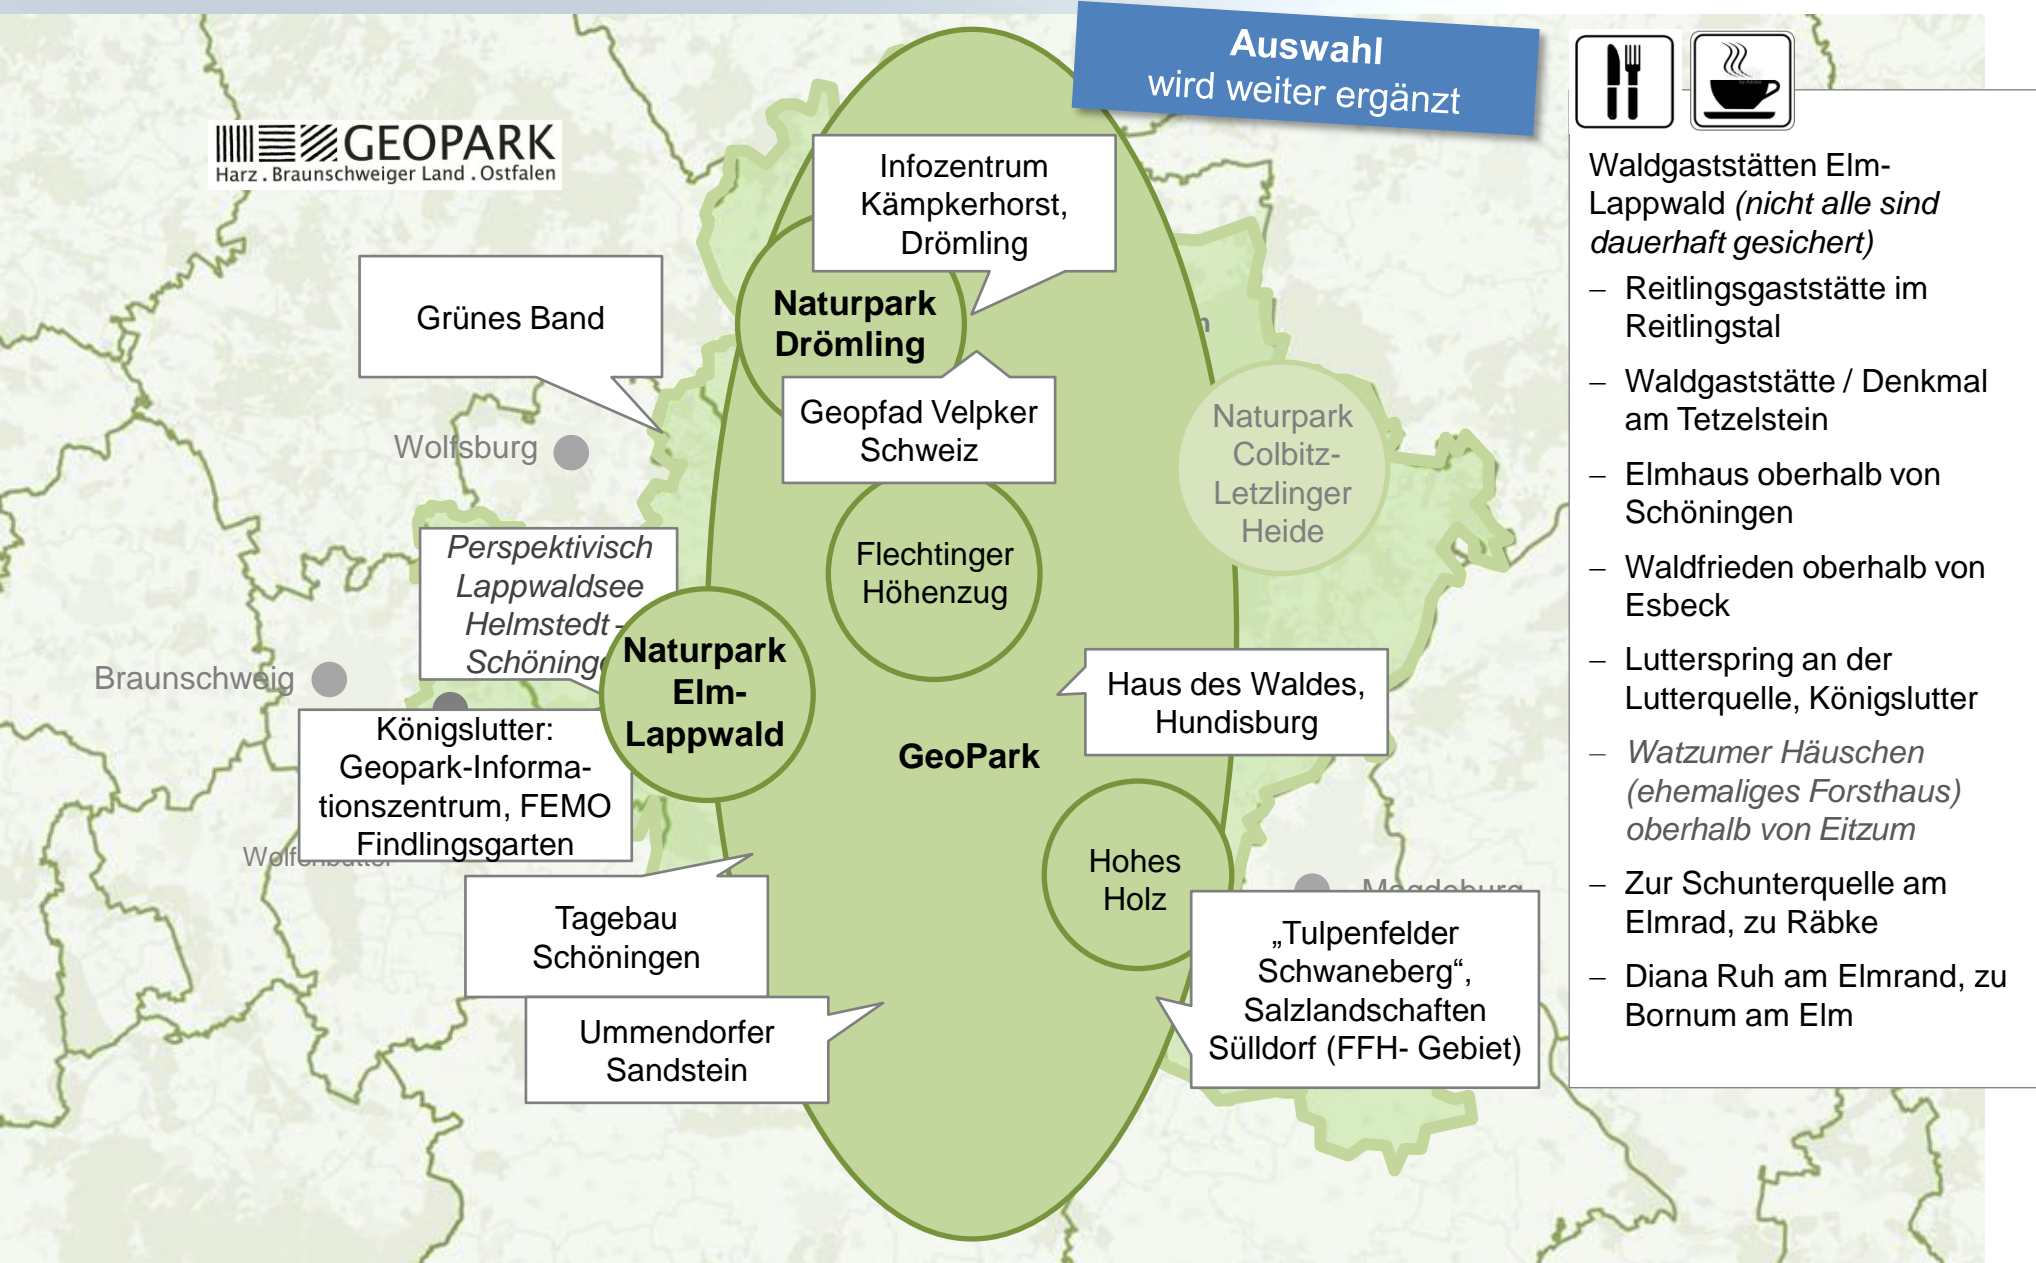 Auswahl
wird weiter ergänzt
GEOPARK
Harz . Braunschweiger Land . Ostfalen
Infozentrum
Kämpkerhorst,
Drömling
Grünes Band
Naturpark
Drömling
Geopfad Velpker
Schweiz
Wolfsburg
Naturpark
Colbitz-
Letzlinger
Heide
Flechtinger
Höhenzug
Perspektivisch
Lappwaldsee
Helmstedt -
Naturpark
Elm-
Lappwald
Braunschweig
Haus des Waldes,
Hundisburg
Königslutter:
Geopark-Informa-
tionszentrum, FEMO
Findlingsgarten
GeoPark
Hohes
Holz
Magdeburg
Tagebau
Schöningen
„Tulpenfelder
Schwaneberg“,
Salzlandschaften
Sülldorf (FFH- Gebiet)
Ummendorfer
Sandstein
Waldgaststätten Elm-
Lappwald (nicht alle sind
dauerhaft gesichert)
– Reitlingsgaststätte im
Reitlingstal
– Waldgaststätte / Denkmal
am Tetzelstein
– Elmhaus oberhalb von
Schöningen
– Waldfrieden oberhalb von
Esbeck
– Lutterspring an der
Lutterquelle, Königslutter
– Watzumer Häuschen
(ehemaliges Forsthaus)
oberhalb von Eitzum
– Zur Schunterquelle am
Elmrad, zu Räbke
– Diana Ruh am Elmrand, zu
Bornum am Elm